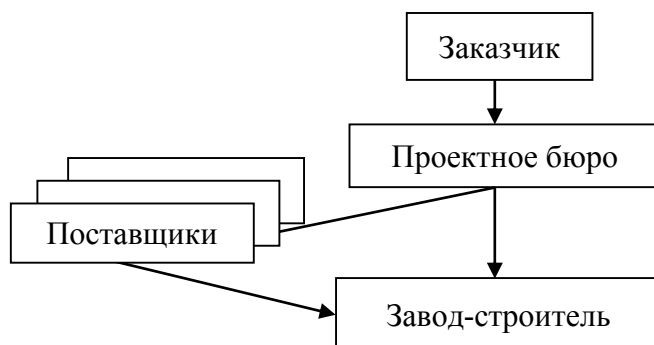 Заказчик
Проектное бюро
Поставщики
Завод-строитель